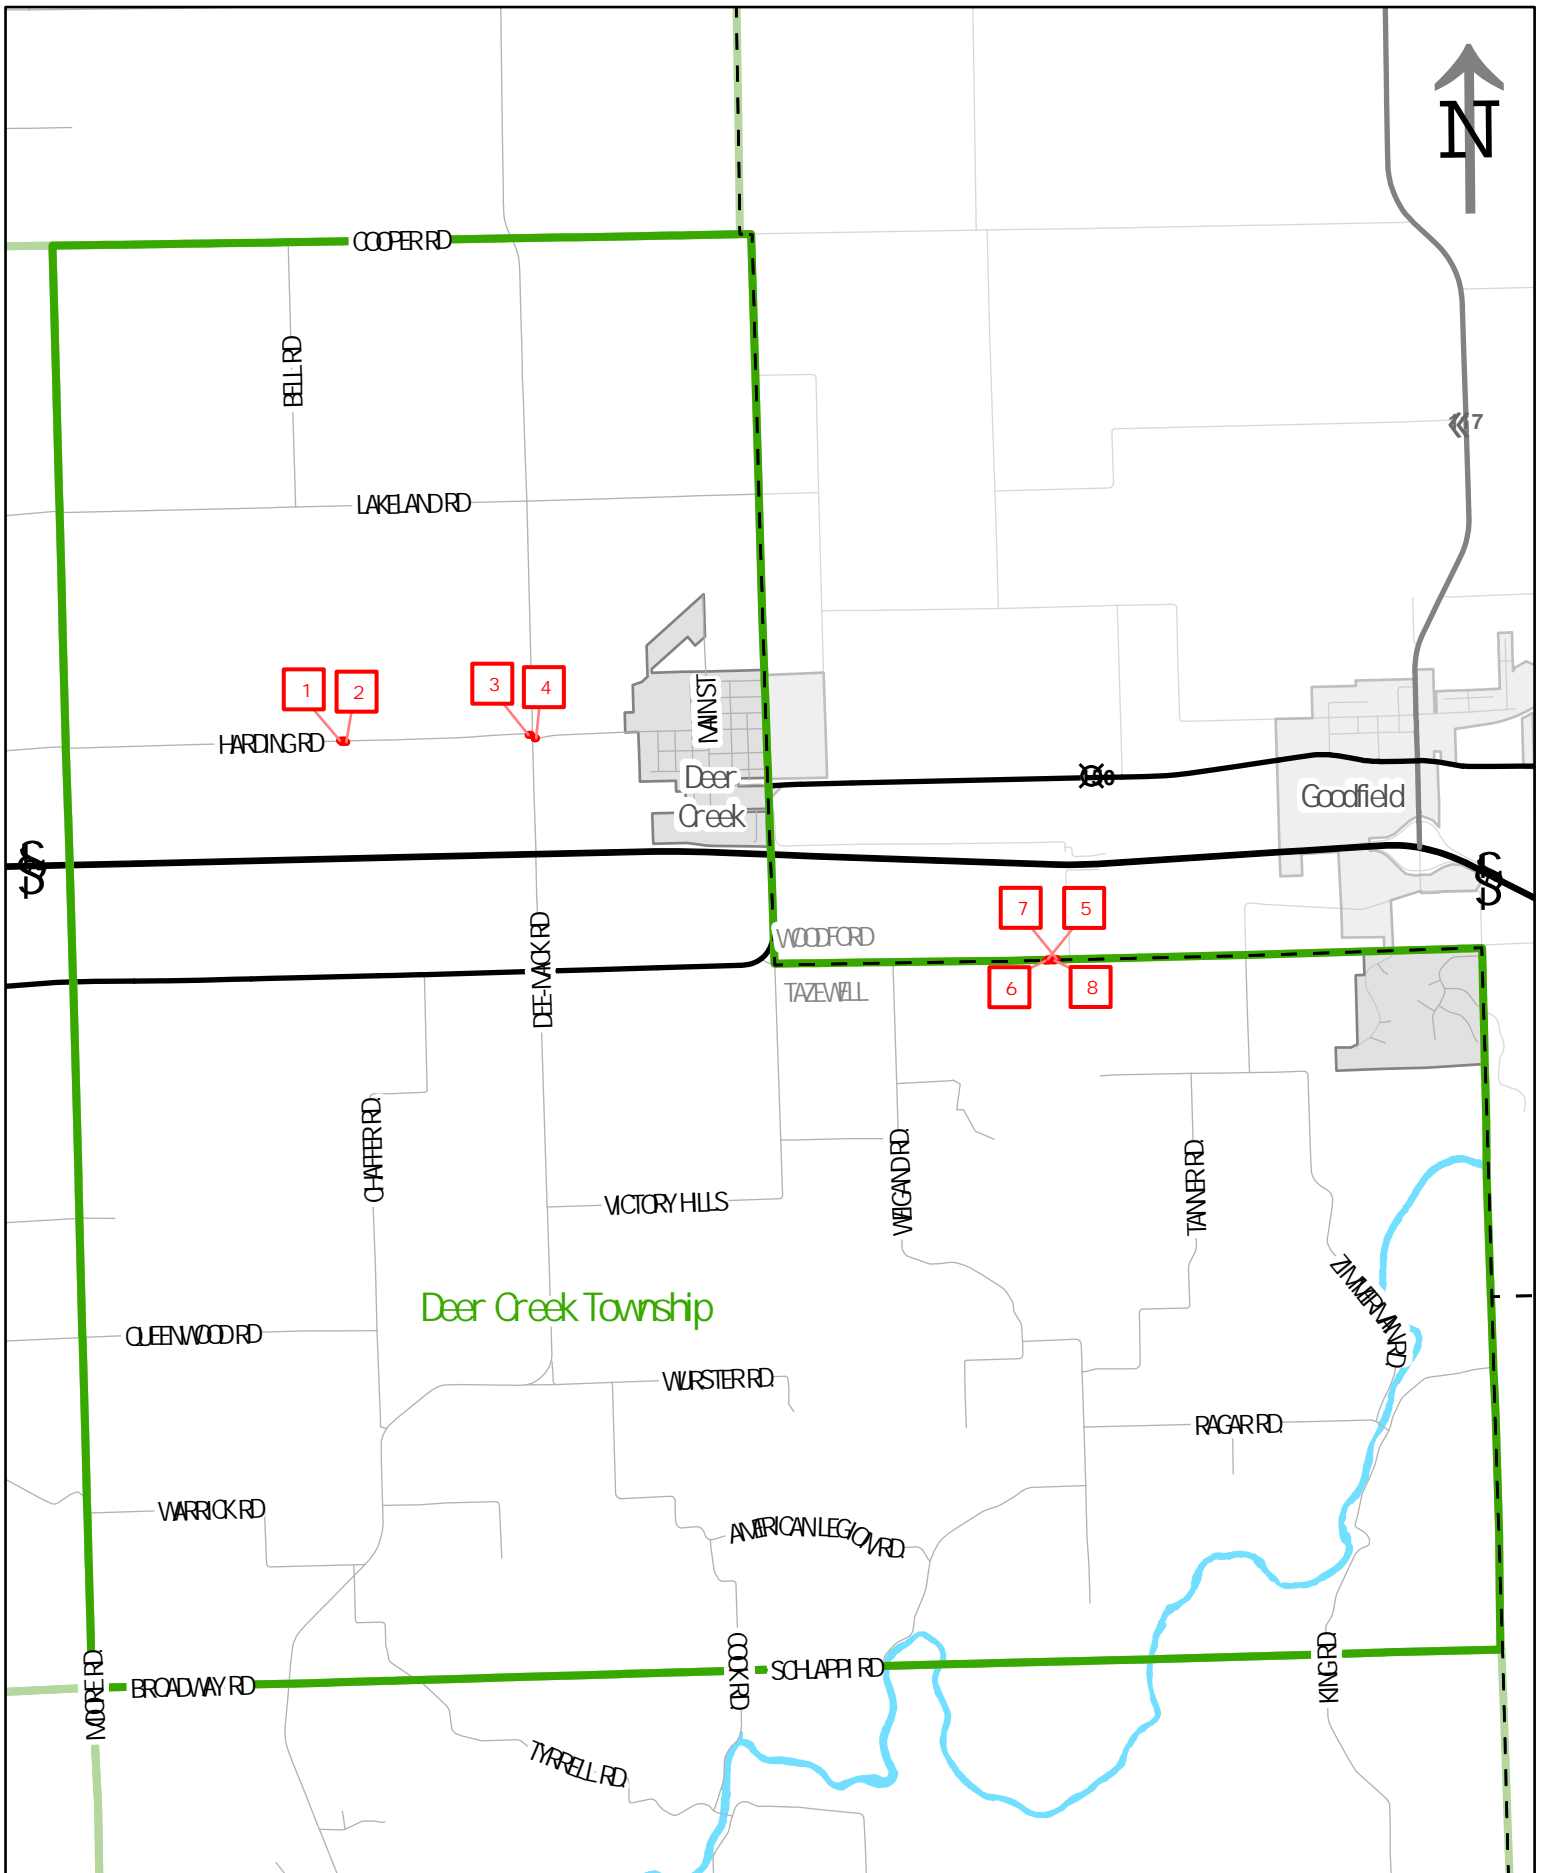 N
COOPER RD
BELL RD
7
LAKELAND RD
1
2
3
4
MAIN ST
HARDING RD
Deer
Creek
Goodfield
7
5
DEE-MACK RD
WOODFORD
TAZEWELL
6
8
CHAFFER RD.
WEIGAND RD.
TANNER RD.
VICTORY HILLS
ZIMMERMAN RD.
Deer Creek Township
QUEENWOOD RD
WURSTER RD.
RAGAR RD.
WARRICK RD
AMERICAN LEGION RD.
MOORE RD.
BROADWAY RD
COOK RD.
SCHLAPPI RD
KING RD.
TYRRELL RD.